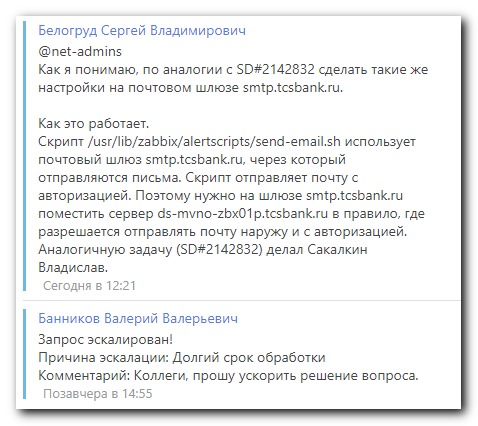 Белогруд Сергей Владимирович
@net-admins
Как я понимаю, по аналогии с SD#2142832 сделать такие же
настройки на почтовом шлюзе smtp.tcsbank.ru.
Как это работает.
Скрипт /usr/lib/zabbix/alertscripts/send-email.sh использует
почтовый шлюз smtp.tcsbank.ru, через который
отправляются письма. Скрипт отправляет почту с
авторизацией. Поэтому нужно на шлюзе smtp.tcsbank.ru
поместить сервер ds-mvno-zbx01p.tcsbank.ru в правило, где
разрешается отправлять почту наружу и с авторизацией.
Аналогичную задачу (SD#2142832) делал Сакалкин
Владислав.
Сегодня в 12:21
Банников Валерий Валерьевич
Запрос эскалирован!
Причина эскалации: Долгий срок обработки
Комментарий: Коллеги, прошу ускорить решение вопроса.
Позавчера в 14:55